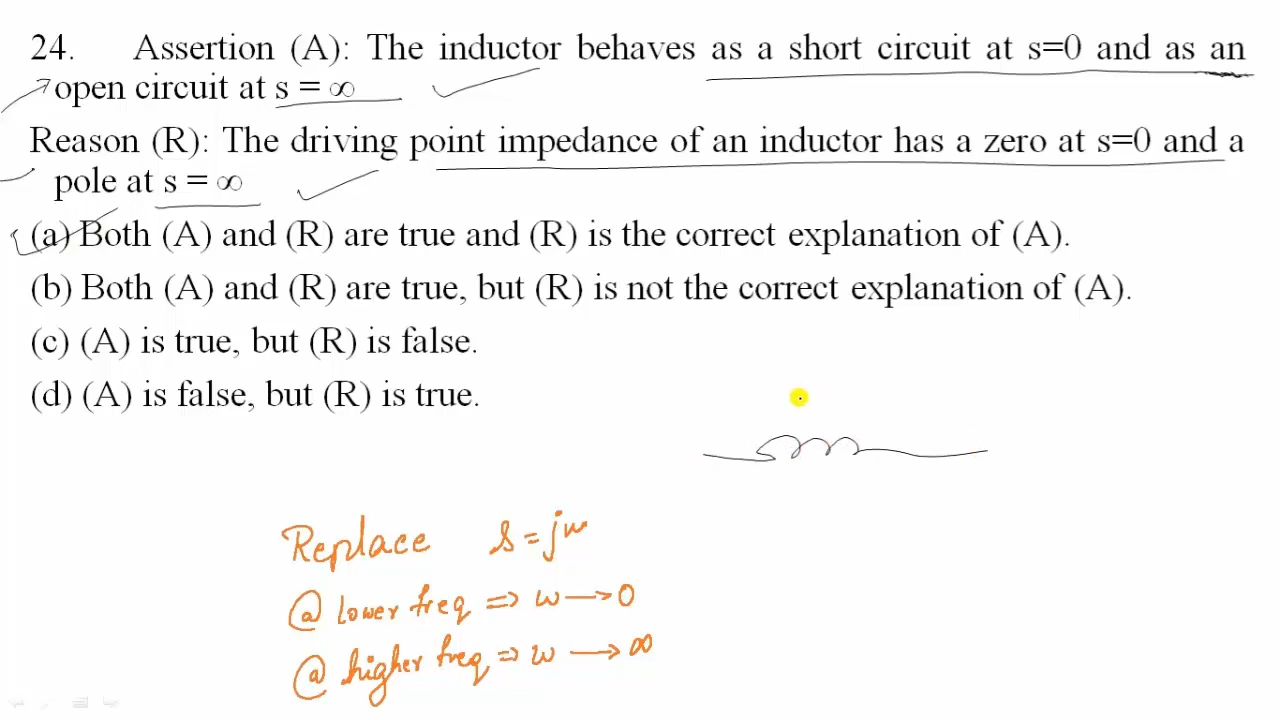 24. Assertion (A): The inductor behaves as a short circuit at s=0 and as an
open circuit at s = ∞
Reason (R): The driving point impedance of an inductor has a zero at s=0 and a
pole at s = ∞
(a) Both (A) and (R) are true and (R) is the correct explanation of (A).
(b) Both (A) and (R) are true, but (R) is not the correct explanation of (A).
(c) (A) is true, but (R) is false.
(d) (A) is false, but (R) is true.
Replace s = jw
@ lower freq => w → 0
@ higher freq => w → ∞